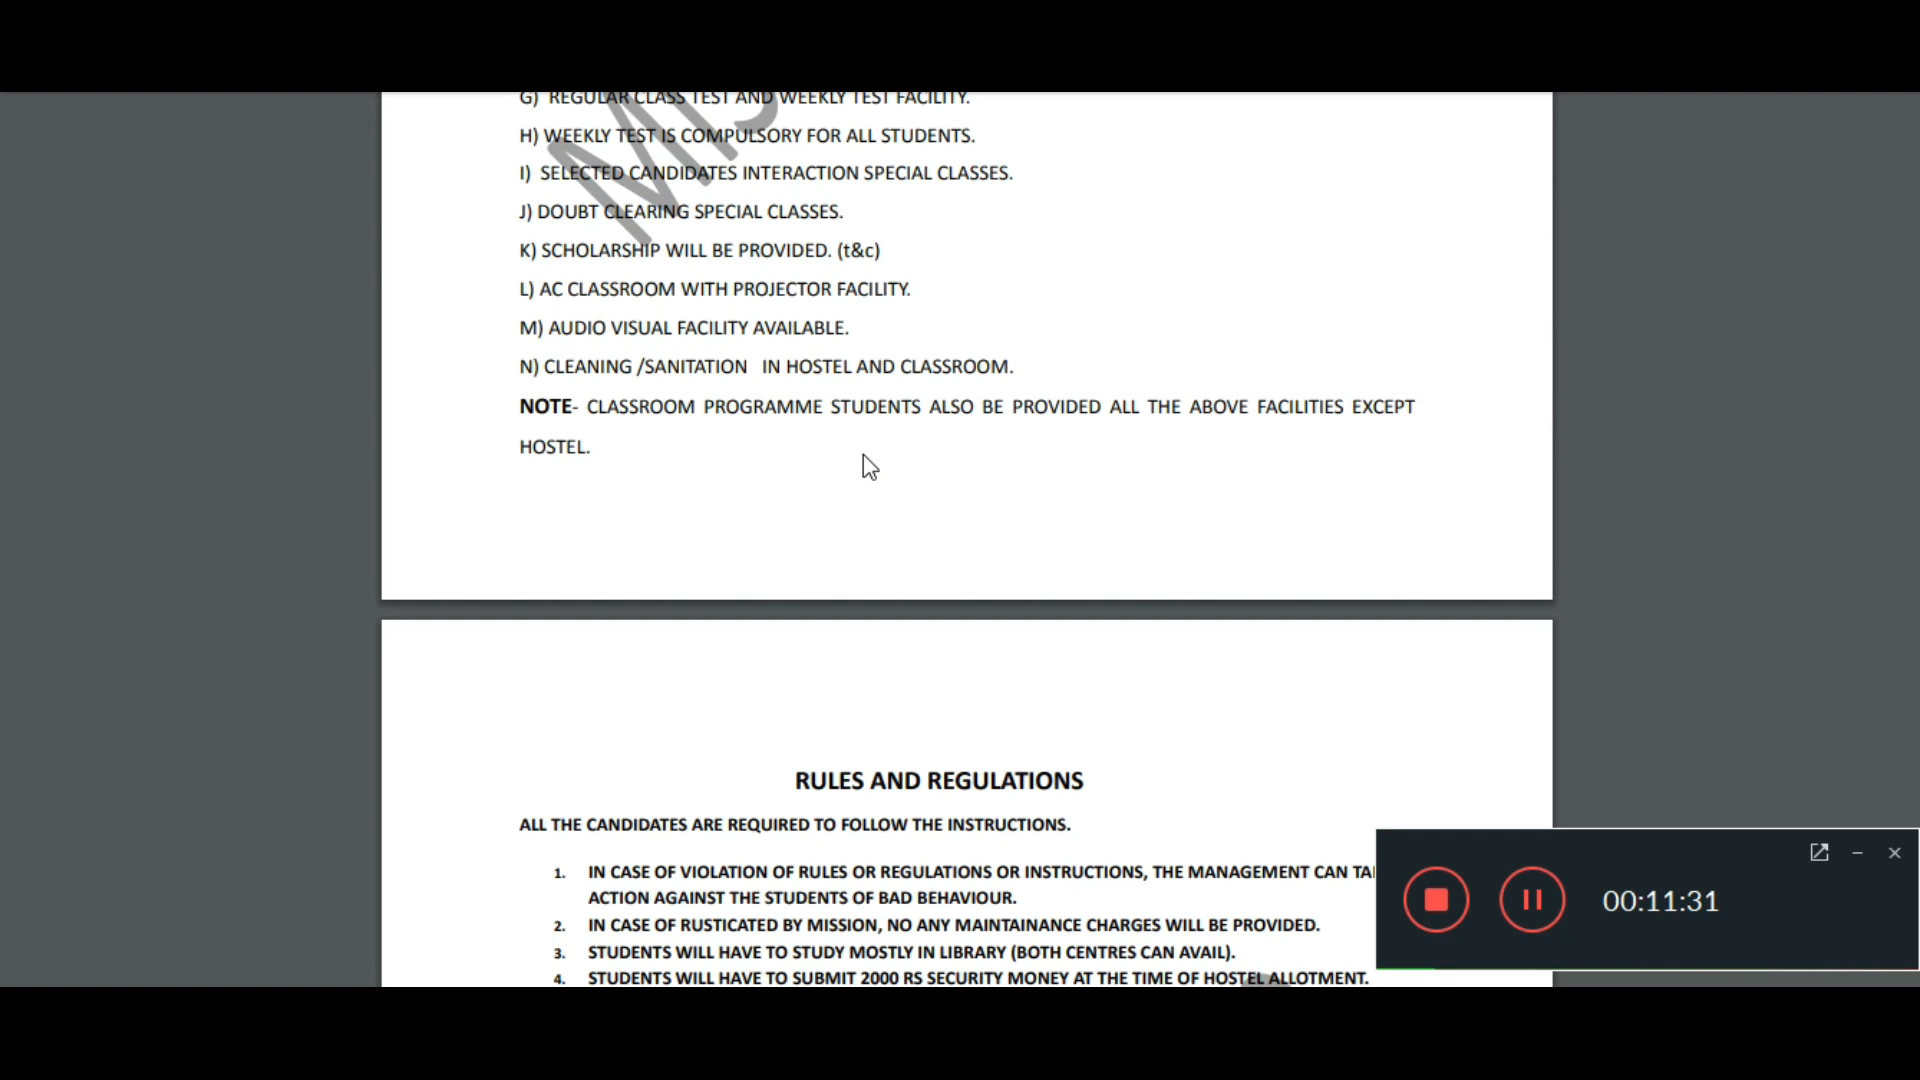 G) REGULAR CLASS TEST AND WEEKLY TEST FACILITY.
H) WEEKLY TEST IS COMPULSORY FOR ALL STUDENTS.
I) SELECTED CANDIDATES INTERACTION SPECIAL CLASSES.
J) DOUBT CLEARING SPECIAL CLASSES.
K) SCHOLARSHIP WILL BE PROVIDED. (t&c)
L) AC CLASSROOM WITH PROJECTOR FACILITY.
M) AUDIO VISUAL FACILITY AVAILABLE.
N) CLEANING /SANITATION IN HOSTEL AND CLASSROOM.
NOTE- CLASSROOM PROGRAMME STUDENTS ALSO BE PROVIDED ALL THE ABOVE FACILITIES EXCEPT
HOSTEL.
RULES AND REGULATIONS
ALL THE CANDIDATES ARE REQUIRED TO FOLLOW THE INSTRUCTIONS.
1. IN CASE OF VIOLATION OF RULES OR REGULATIONS OR INSTRUCTIONS, THE MANAGEMENT CAN
ACTION AGAINST THE STUDENTS OF BAD BEHAVIOUR.
2. IN CASE OF RUSTICATED BY MISSION, NO ANY MAINTAINANCE CHARGES WILL BE PROVIDED.
3. STUDENTS WILL HAVE TO STUDY MOSTLY IN LIBRARY (BOTH CENTRES CAN AVAIL).
4. STUDENTS WILL HAVE TO SUBMIT 2000 RS SECURITY MONEY AT THE TIME OF HOSTEL ALLOTMENT.
00:11:31